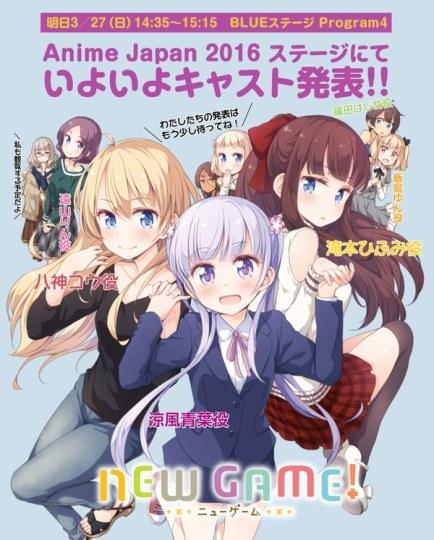 明日3/27(日)14:35~15:15 BLUEステージ Program4
Anime Japan 2016 ステージにて
いよいよキャスト発表!!
わたしたちの発表は
もう少し待ってね!
私も観覧する予定だよ
篠田はじめ役
飯島ゆん役
遠山りん役
滝本ひふみ役
八神コウ役
涼風青葉役
NEW GAME!
ニューゲーム